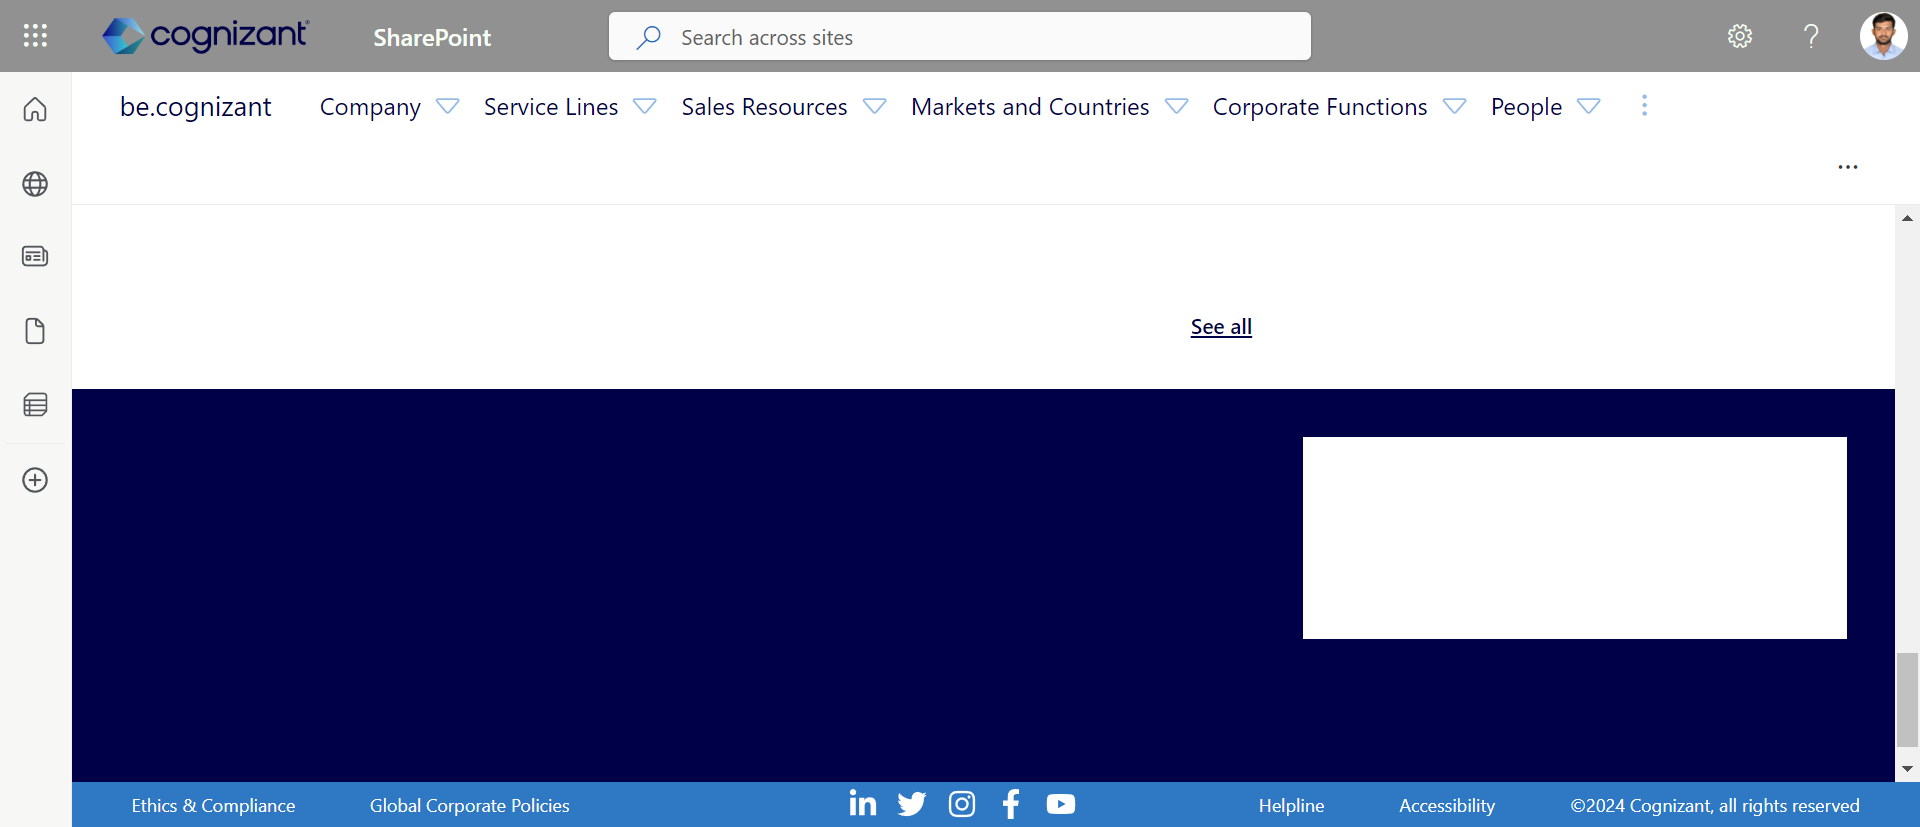 cognizant
SharePoint
Search across sites
be.cognizant
Company
Service Lines
Sales Resources
Markets and Countries
Corporate Functions
People
See all
Ethics & Compliance
Global Corporate Policies
Helpline
Accessibility
©2024 Cognizant, all rights reserved